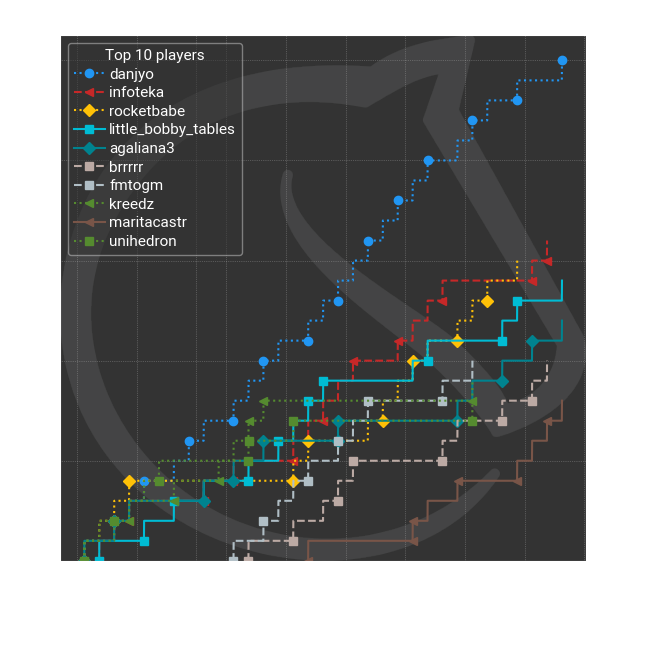 Top 10 players
danjyo
infoteka
rocketbabe
little_bobby_tables
agaliana3
brrrrr
fmtogm
kreedz
maritacastr
unihedron